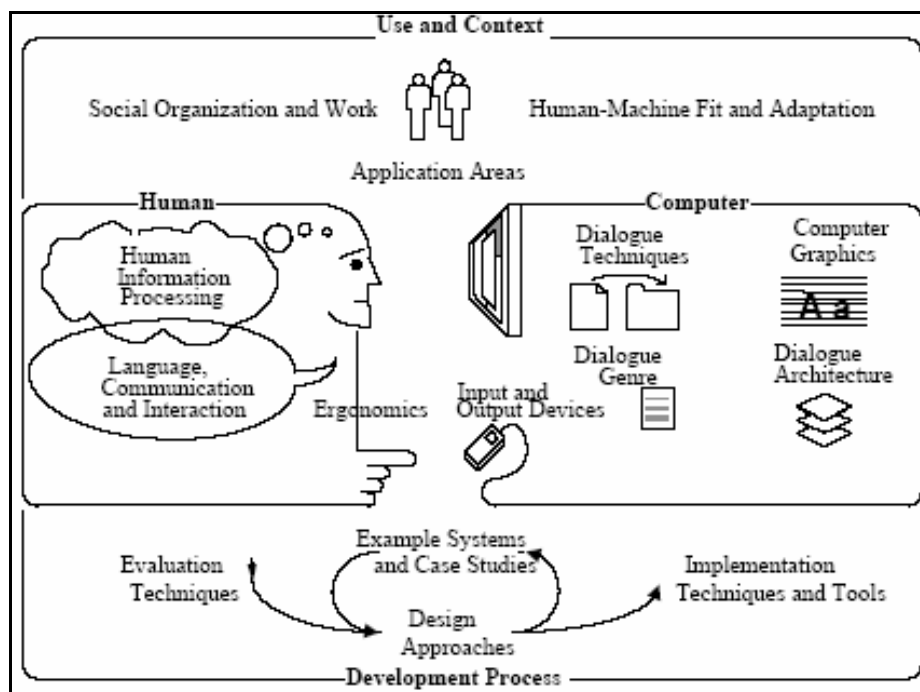 Use and Context
Social Organization and Work
Human-Machine Fit and Adaptation
Application Areas
Human
Human
Information
Processing
Language,
Communication
and Interaction
Ergonomics
Computer
Dialogue
Techniques
Computer
Graphics
A a
Dialogue
Genre
Dialogue
Architecture
Input and
Output Devices
Example Systems
and Case Studies
Evaluation
Techniques
Implementation
Techniques and Tools
Design
Approaches
Development Process